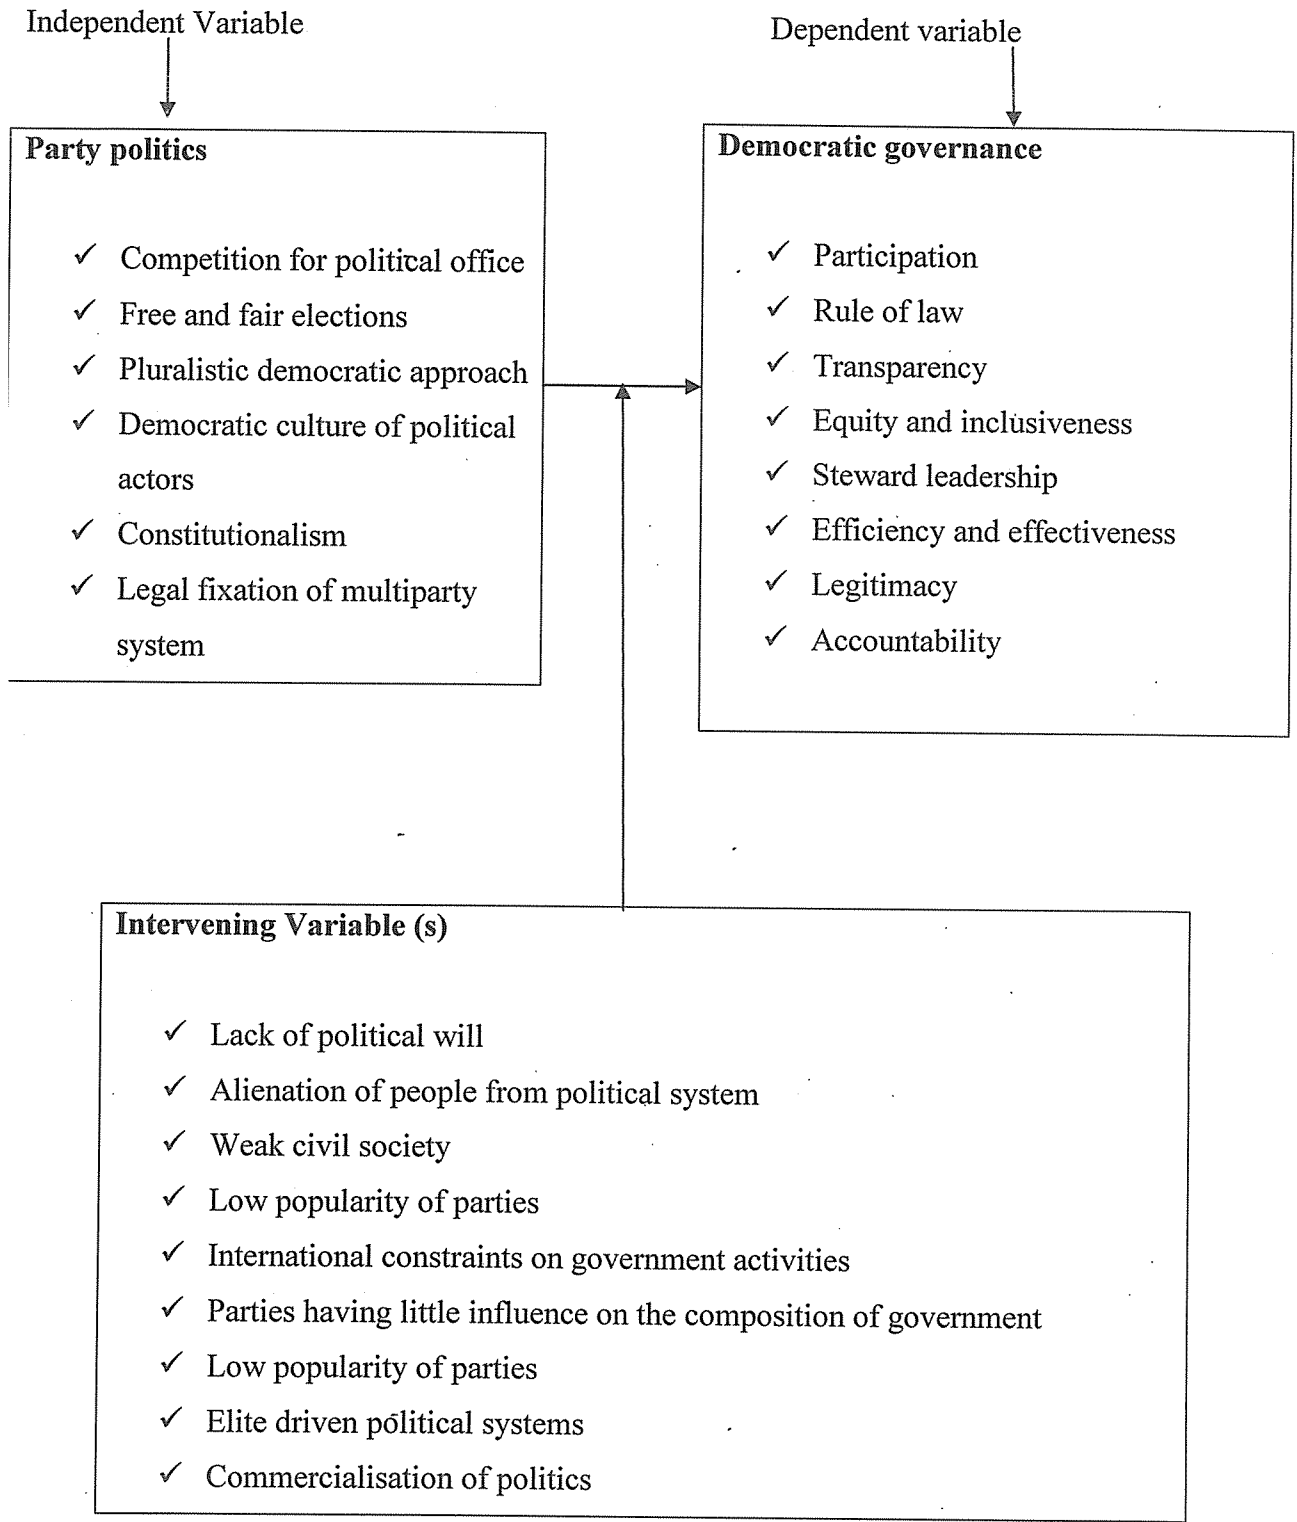 Independent Variable
Dependent variable
Party politics
✓ Competition for political office
✓ Free and fair elections
✓ Pluralistic democratic approach
✓ Democratic culture of political
actors
✓ Constitutionalism
✓ Legal fixation of multiparty
system
Democratic governance
✓ Participation
✓ Rule of law
✓ Transparency
✓ Equity and inclusiveness
✓ Steward leadership
✓ Efficiency and effectiveness
✓ Legitimacy
✓ Accountability
Intervening Variable (s)
✓ Lack of political will
✓ Alienation of people from political system
✓ Weak civil society
✓ Low popularity of parties
✓ International constraints on government activities
✓ Parties having little influence on the composition of government
✓ Low popularity of parties
✓ Elite driven political systems
✓ Commercialisation of politics